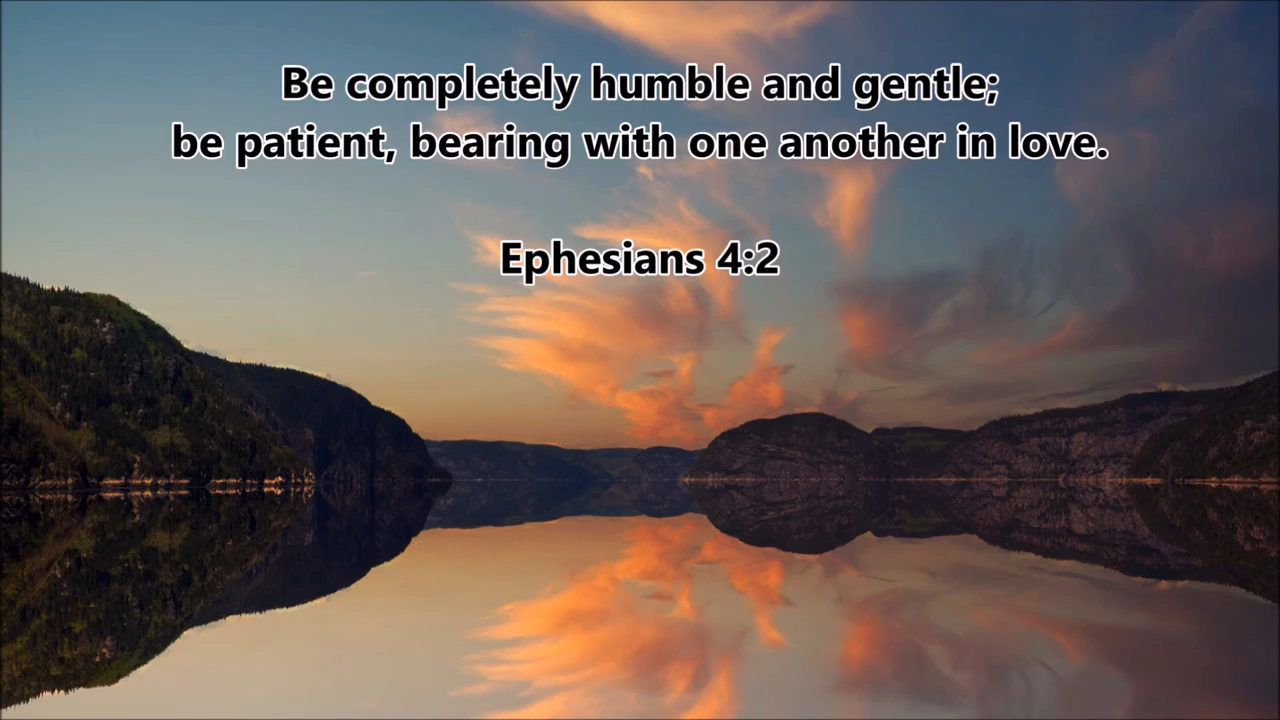 Be completely humble and gentle;
be patient, bearing with one another in love.
Ephesians 4:2